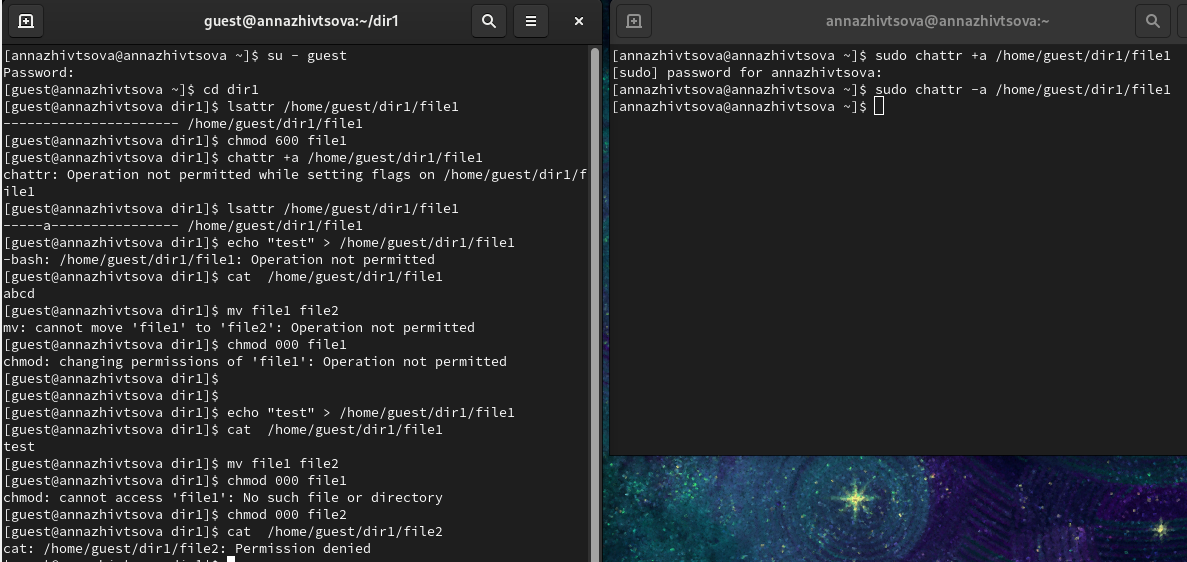 guest@annazhivtsova:~/dir1
[annazhivtsova@annazhivtsova ~]$ su - guest
Password:
[guest@annazhivtsova ~]$ cd dir1
[guest@annazhivtsova dir1]$ lsattr /home/guest/dir1/file1
---------------------- /home/guest/dir1/file1
[guest@annazhivtsova dir1]$ chmod 600 file1
[guest@annazhivtsova dir1]$ chattr +a /home/guest/dir1/file1
chattr: Operation not permitted while setting flags on /home/guest/dir1/f
ile1
[guest@annazhivtsova dir1]$ lsattr /home/guest/dir1/file1
-----a---------------- /home/guest/dir1/file1
[guest@annazhivtsova dir1]$ echo "test" > /home/guest/dir1/file1
-bash: /home/guest/dir1/file1: Operation not permitted
[guest@annazhivtsova dir1]$ cat  /home/guest/dir1/file1
abcd
[guest@annazhivtsova dir1]$ mv file1 file2
mv: cannot move 'file1' to 'file2': Operation not permitted
[guest@annazhivtsova dir1]$ chmod 000 file1
chmod: changing permissions of 'file1': Operation not permitted
[guest@annazhivtsova dir1]$
[guest@annazhivtsova dir1]$
[guest@annazhivtsova dir1]$ echo "test" > /home/guest/dir1/file1
[guest@annazhivtsova dir1]$ cat  /home/guest/dir1/file1
test
[guest@annazhivtsova dir1]$ mv file1 file2
[guest@annazhivtsova dir1]$ chmod 000 file1
chmod: cannot access 'file1': No such file or directory
[guest@annazhivtsova dir1]$ chmod 000 file2
[guest@annazhivtsova dir1]$ cat  /home/guest/dir1/file2
cat: /home/guest/dir1/file2: Permission denied
annazhivtsova@annazhivtsova:~
[annazhivtsova@annazhivtsova ~]$ sudo chattr +a /home/guest/dir1/file1
[sudo] password for annazhivtsova:
[annazhivtsova@annazhivtsova ~]$ sudo chattr -a /home/guest/dir1/file1
[annazhivtsova@annazhivtsova ~]$